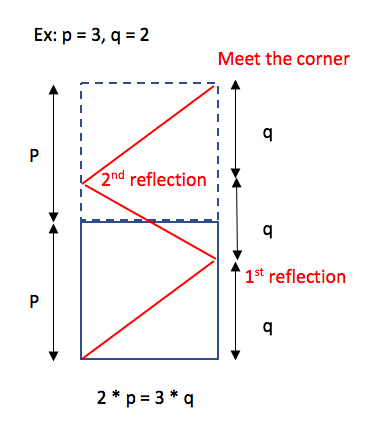 Ex: p = 3, q = 2
Meet the corner
q
P
2nd reflection
q
1st reflection
P
q
2 * p = 3 * q